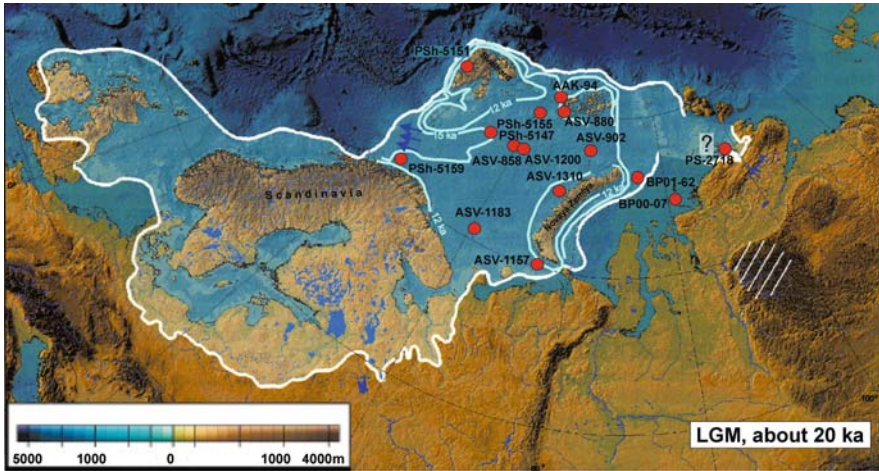 PSh-5151
AAK-94
12 ka
PSh-5155
ASV-880
15 ka
PSh-5147
ASV-902
?
PSh-5159
ASV-858
ASV-1200
PS-2718
Scandinavia
ASV-1310
BP01-62
12 ka
BP00-07
Novaya Zemlya
12 ka
ASV-1183
ASV-1157
0°
100°
5000 1000 0 1000 4000m
LGM, about 20 ka